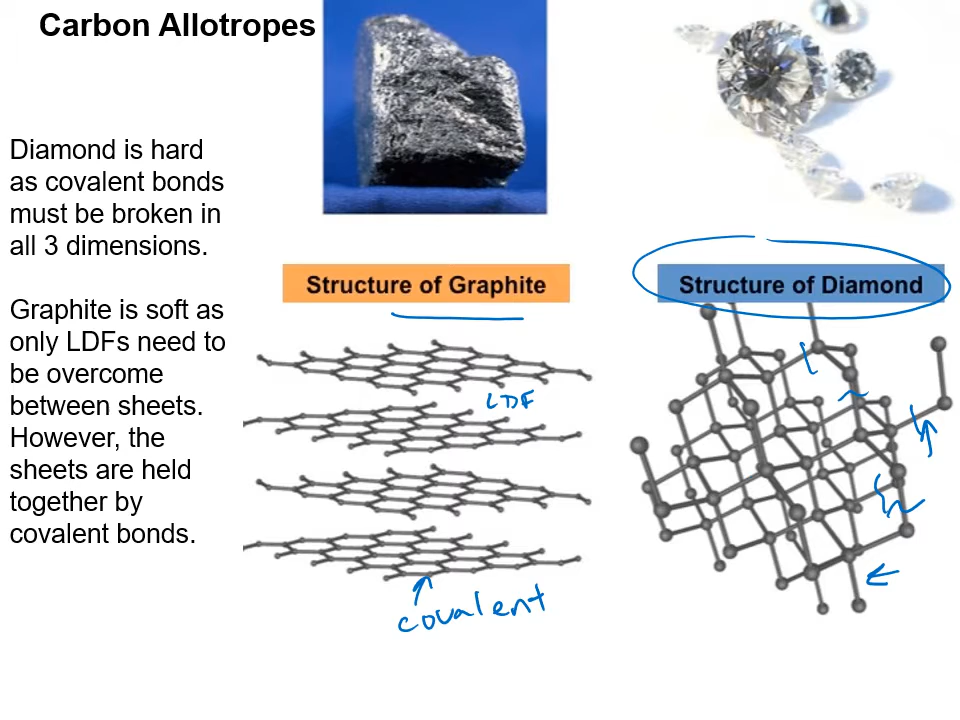 Carbon Allotropes
Diamond is hard
as covalent bonds
must be broken in
all 3 dimensions.
Graphite is soft as
only LDFs need to
be overcome
between sheets.
However, the
sheets are held
together by
covalent bonds.
Structure of Graphite
Structure of Diamond
LDF
covalent